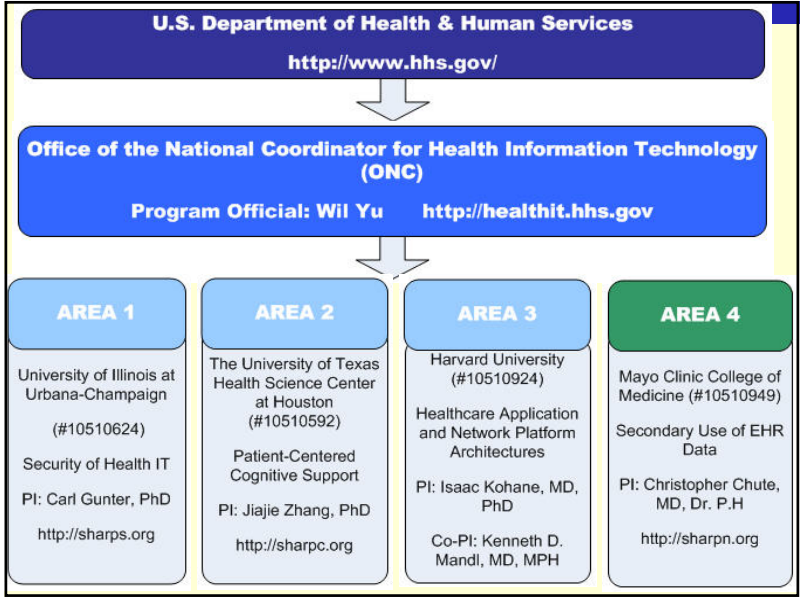 U.S. Department of Health & Human Services
http://www.hhs.gov/
Office of the National Coordinator for Health Information Technology
(ONC)
Program Official: Wil Yu http://healthit.hhs.gov
AREA 1
University of Illinois at
Urbana-Champaign
(#10510624)
Security of Health IT
PI: Carl Gunter, PhD
http://sharps.org
AREA 2
The University of Texas
Health Science Center
at Houston
(#10510592)
Patient-Centered
Cognitive Support
PI: Jiajie Zhang, PhD
http://sharpc.org
AREA 3
Harvard University
(#10510924)
Healthcare Application
and Network Platform
Architectures
PI: Isaac Kohane, MD,
PhD
Co-PI: Kenneth D.
Mandl, MD, MPH
AREA 4
Mayo Clinic College of
Medicine (#10510949)
Secondary Use of EHR
Data
PI: Christopher Chute,
MD, Dr. P.H
http://sharpn.org